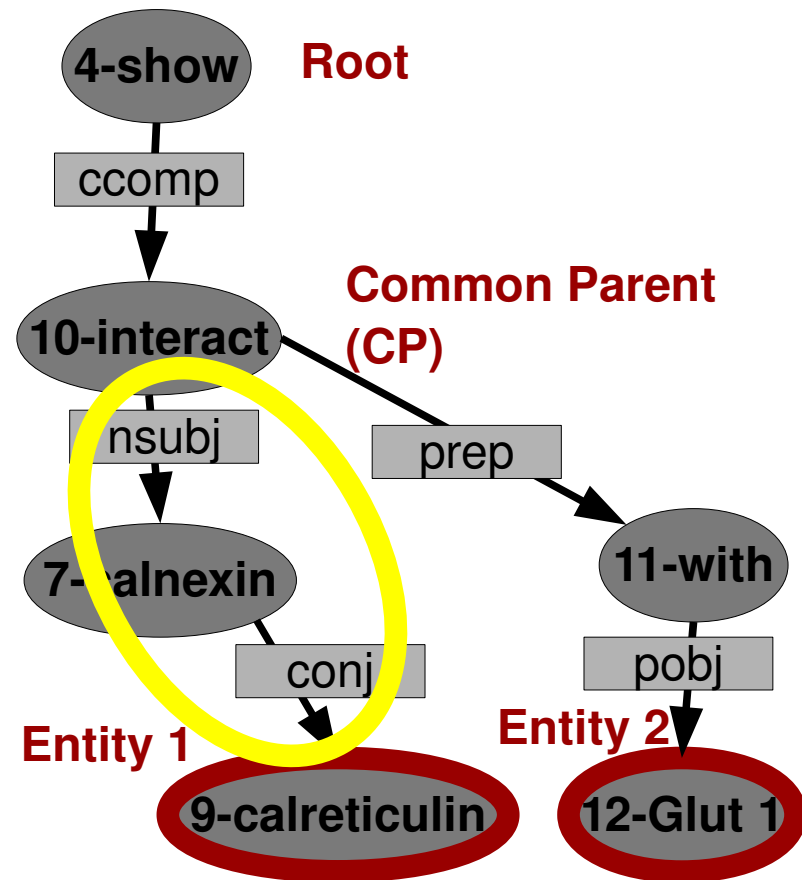 4-show
Root
ccomp
Common Parent
(CP)
10-interact
nsubj
prep
7-calnexin
11-with
conj
pobj
Entity 1
Entity 2
9-calreticulin
12-Glut 1